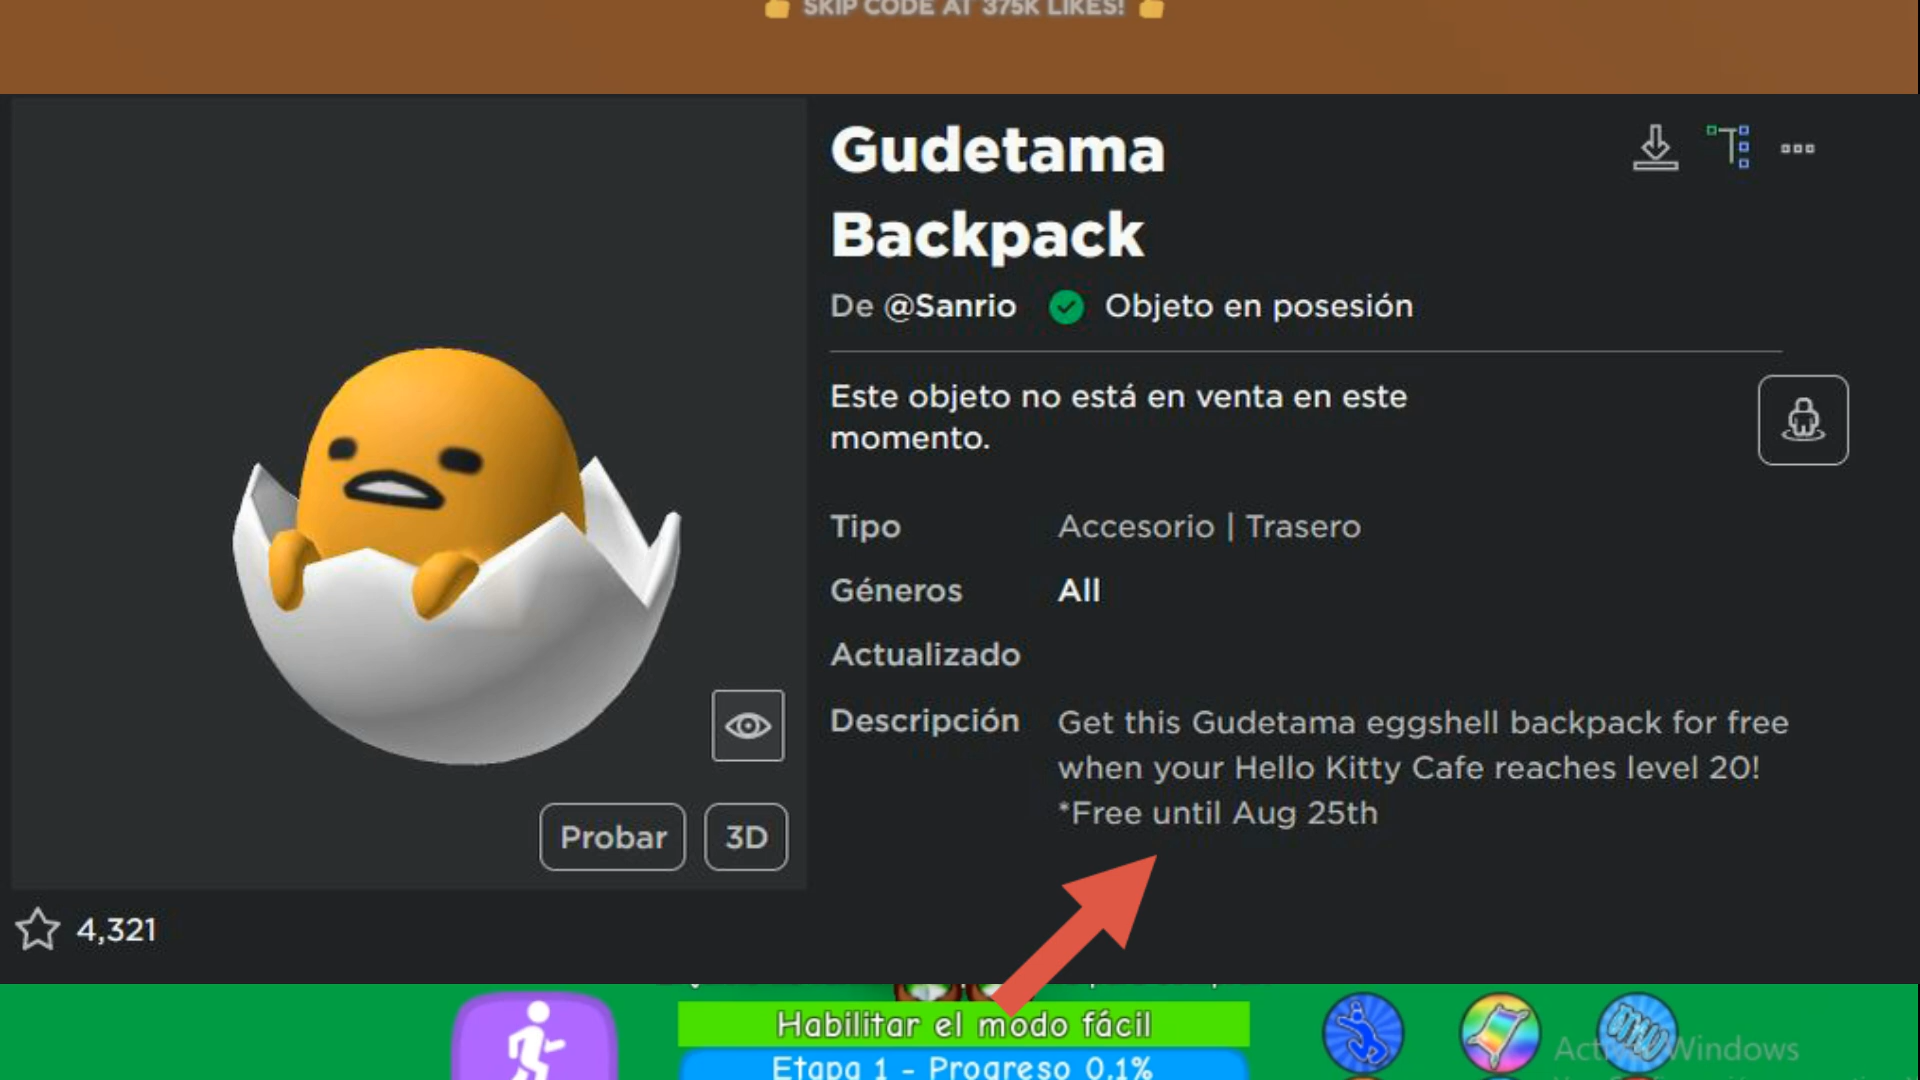 SKIP CODE AT 375K LIKES!
Gudetama
Backpack
De @Sanrio Objeto en posesión
Este objeto no está en venta en este
momento.
Tipo Accesorio | Trasero
Géneros All
Actualizado
Descripción Get this Gudetama eggshell backpack for free
when your Hello Kitty Cafe reaches level 20!
*Free until Aug 25th
Probar 3D
4,321
Habilitar el modo fácil
Etapa 1 - Progreso 0,1%
Windows